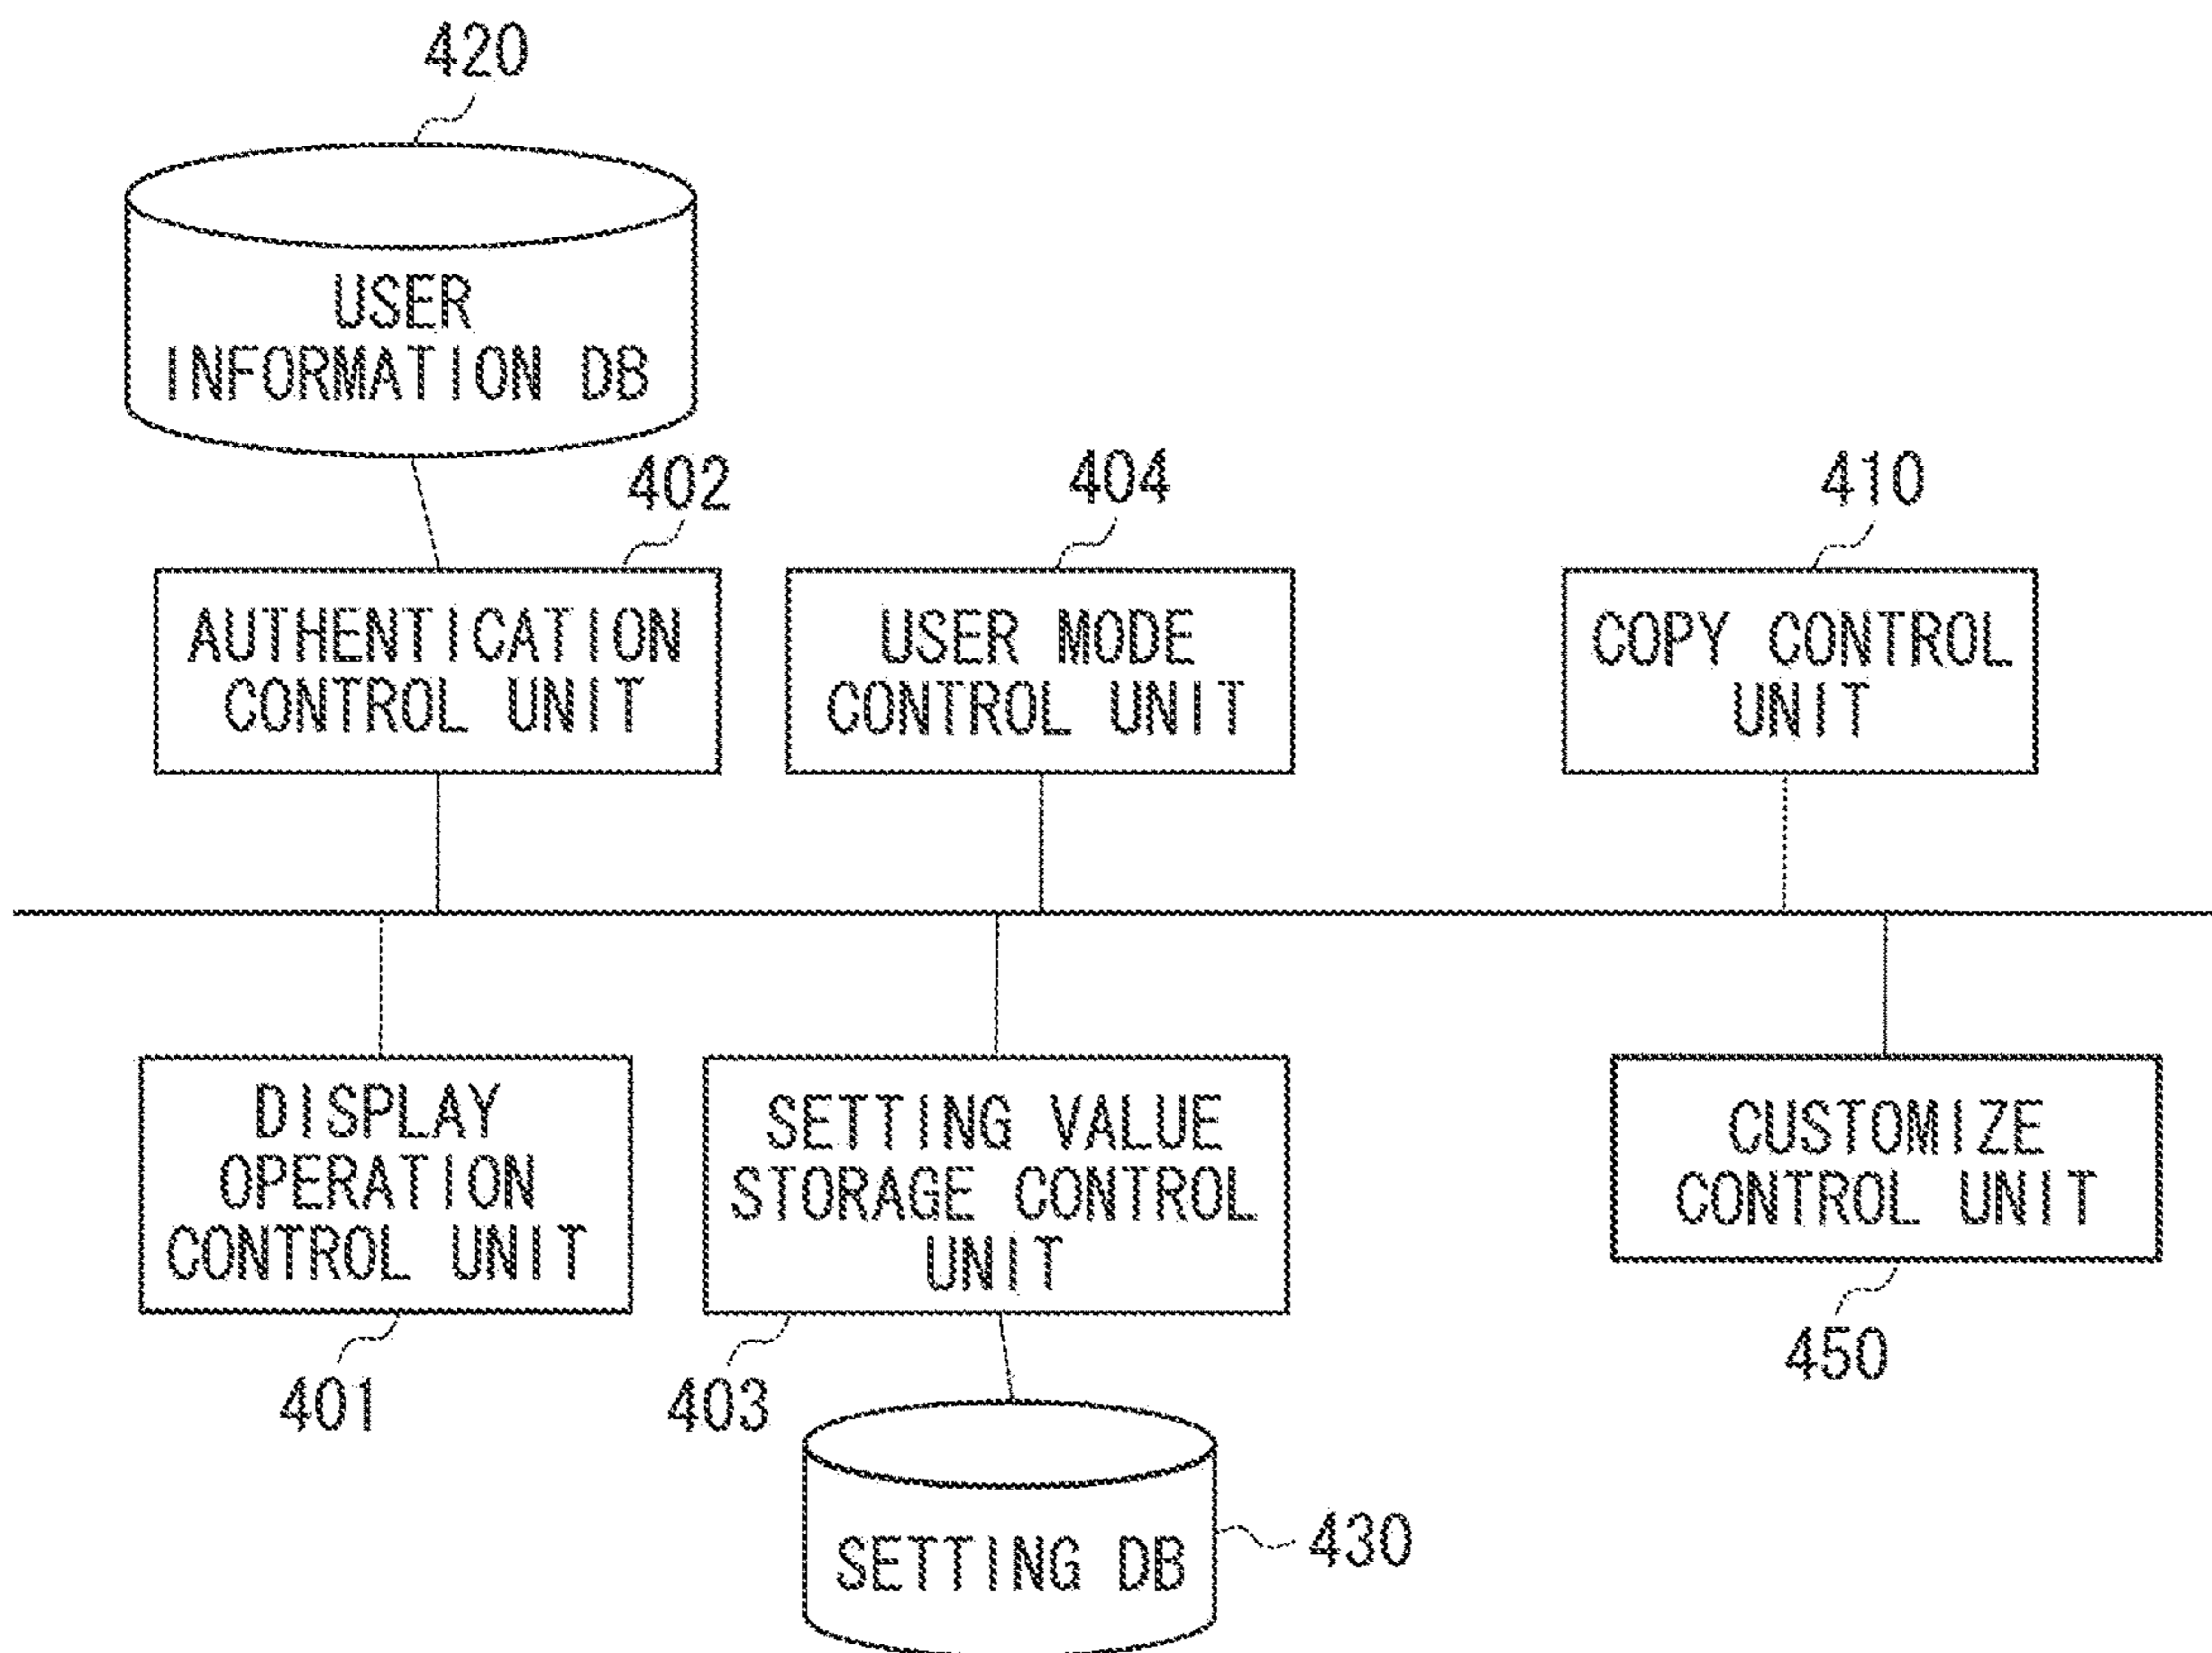 420
USER
INFORMATION DB
402
404
410
AUTHENTICATION
CONTROL UNIT
USER MODE
CONTROL UNIT
COPY CONTROL
UNIT
DISPLAY
OPERATION
CONTROL UNIT
SETTING VALUE
STORAGE CONTROL
UNIT
CUSTOMIZE
CONTROL UNIT
401
403
450
SETTING DB
430